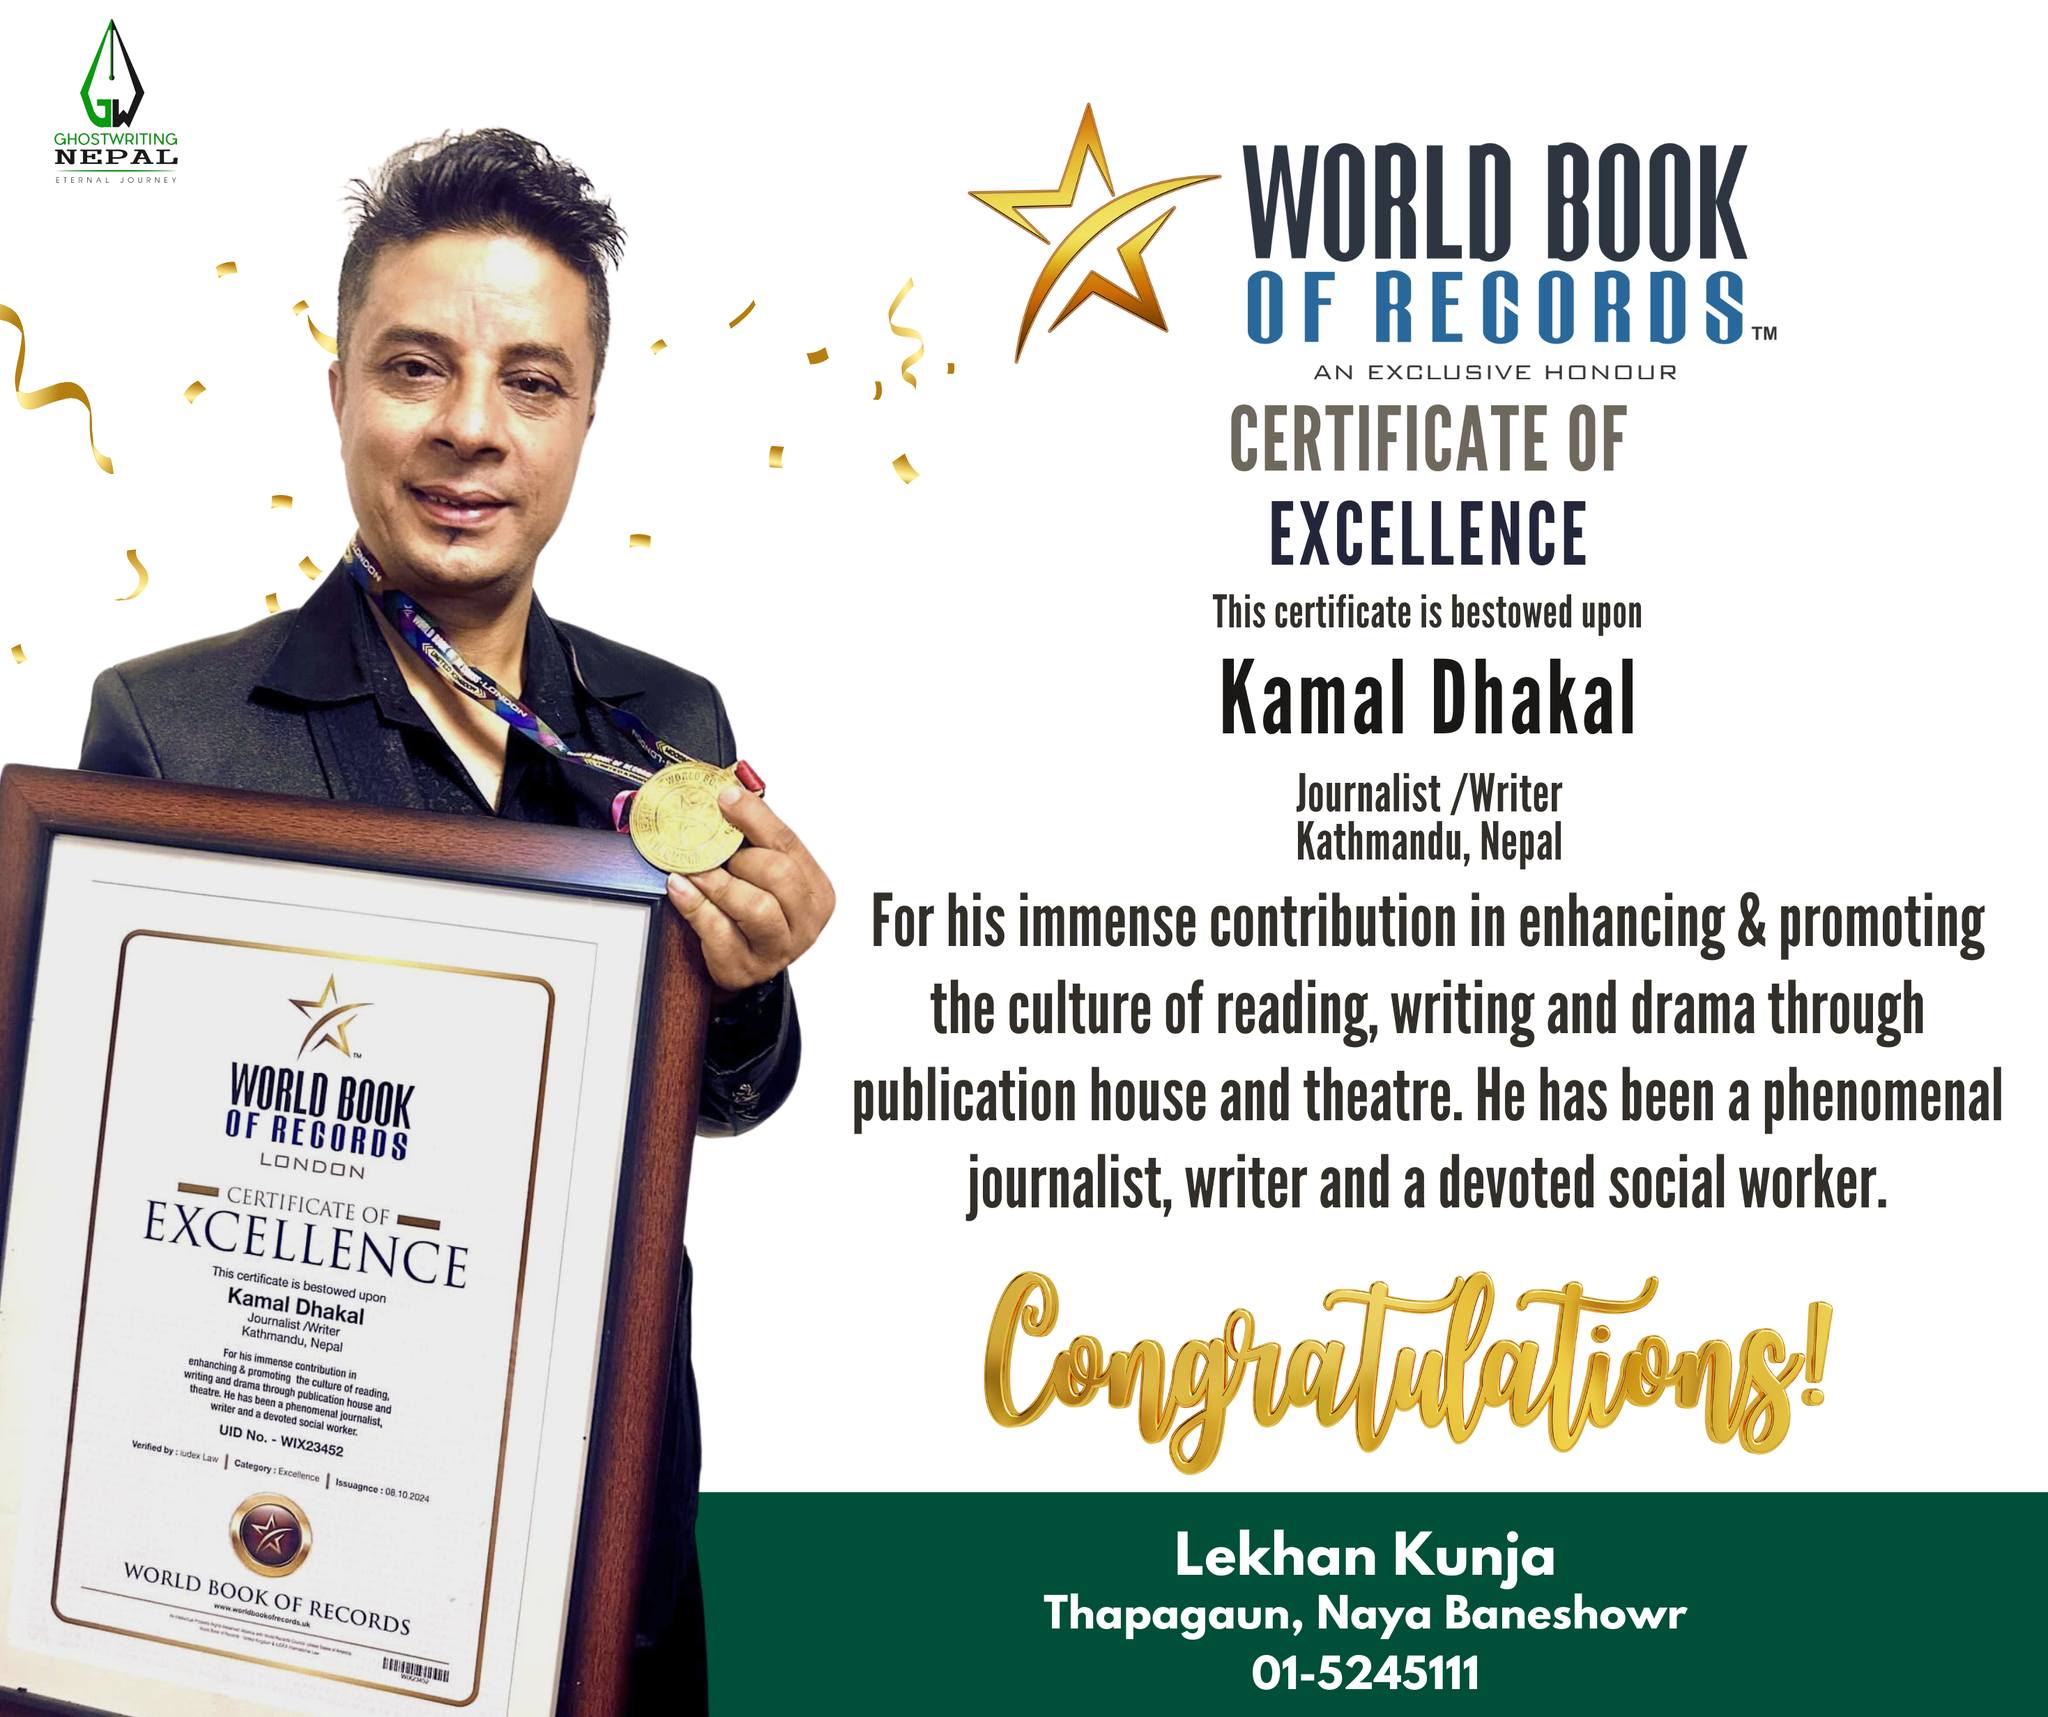 GW
GHOSTWRITING
NEPAL
ETERNAL JOURNEY
WORLD BOOK
OF RECORDS™
AN EXCLUSIVE HONOUR
CERTIFICATE OF
EXCELLENCE
This certificate is bestowed upon
Kamal Dhakal
Journalist /Writer
Kathmandu, Nepal
For his immense contribution in enhancing & promoting
the culture of reading, writing and drama through
publication house and theatre. He has been a phenomenal
journalist, writer and a devoted social worker.
Congratulations!
Lekhan Kunja
Thapagaun, Naya Baneshowr
01-5245111
WORLD BOOK
OF RECORDS
LONDON
CERTIFICATE OF
EXCELLENCE
This certificate is bestowed upon
Kamal Dhakal
Journalist /Writer
Kathmandu, Nepal
For his immense contribution in
enhanching & promoting the culture of reading,
writing and drama through publication house and
theatre. He has been a phenomenal journalist,
writer and a devoted social worker.
UID No. - WIX23452
Verified by : iudex Law | Category : Excellence | Issuagnce : 08.10.2024
WORLD BOOK OF RECORDS
www.worldbookofrecords.uk
WIX23452